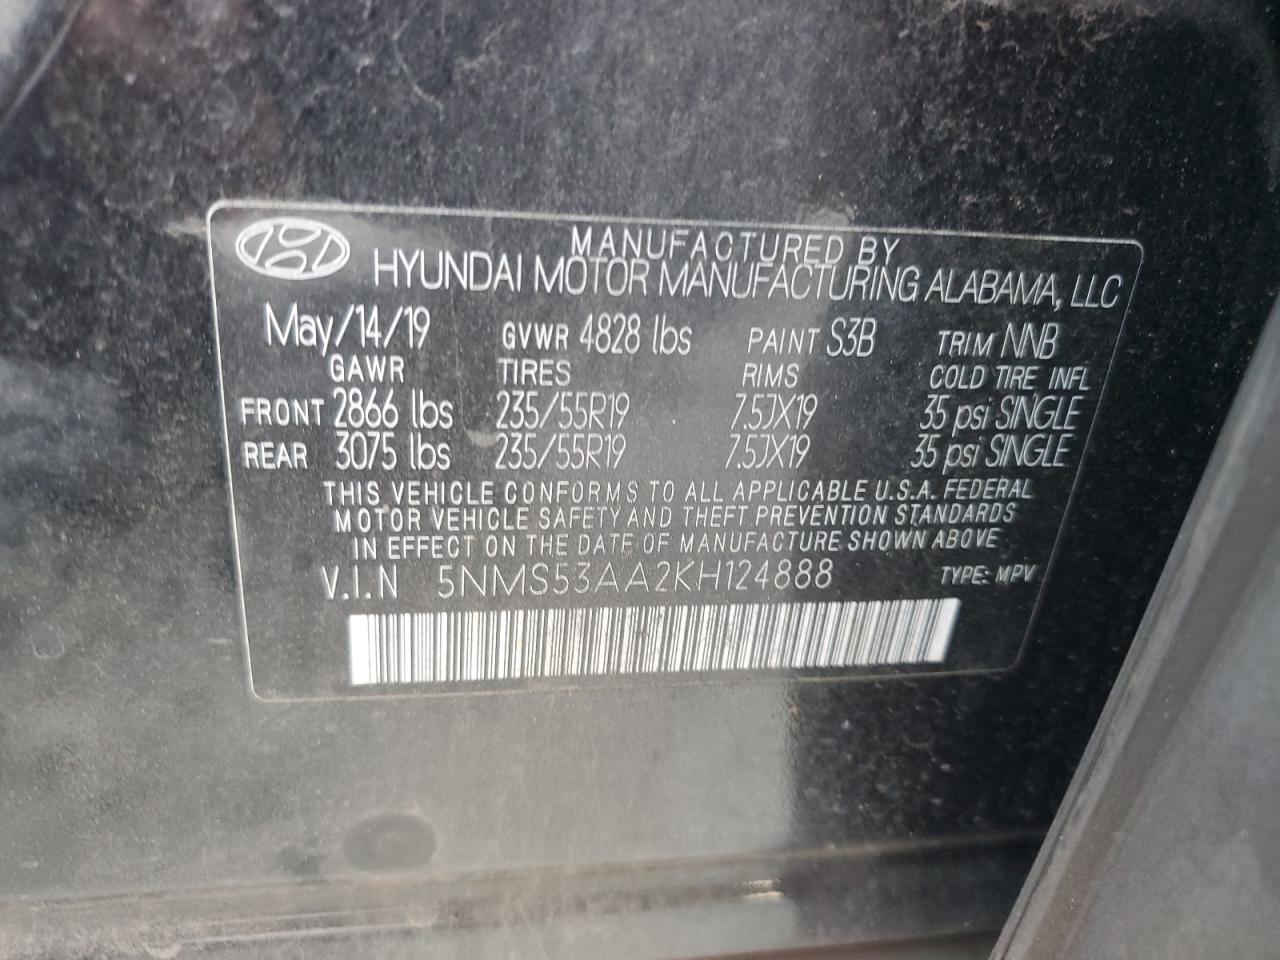 MANUFACTURED BY
HYUNDAI MOTOR MANUFACTURING ALABAMA, LLC
May/14/19 GVWR 4828 lbs PAINT S3B TRIM NNB
GAWR TIRES RIMS COLD TIRE INFL
FRONT 2866 lbs 235/55R19 7.5JX19 35 psi SINGLE
REAR 3075 lbs 235/55R19 7.5JX19 35 psi SINGLE
THIS VEHICLE CONFORMS TO ALL APPLICABLE U.S.A. FEDERAL
MOTOR VEHICLE SAFETY AND THEFT PREVENTION STANDARDS
IN EFFECT ON THE DATE OF MANUFACTURE SHOWN ABOVE
V.I.N 5NMS53AA2KH124888 TYPE: MPV